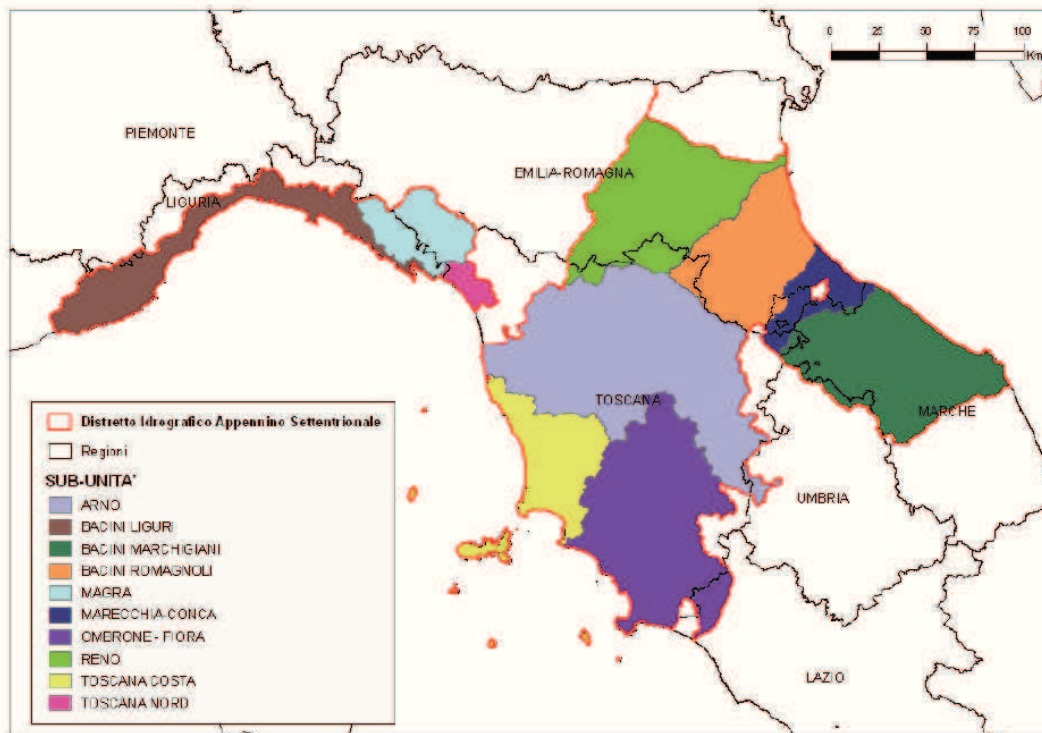 0 25 50 75 100
Km
PIEMONTE
EMILIA-ROMAGNA
LIGURIA
TOSCANA
MARCHE
UMBRIA
LAZIO
Distretto Idrografico Appennino Settentrionale
Regioni
SUB-UNITA'
ARNO
BACINI LIGURI
BACINI MARCHIGIANI
BACINI ROMAGNOLI
MAGRA
MARECCHIA-CONCA
OMBRONE - FIORA
RENO
TOSCANA COSTA
TOSCANA NORD